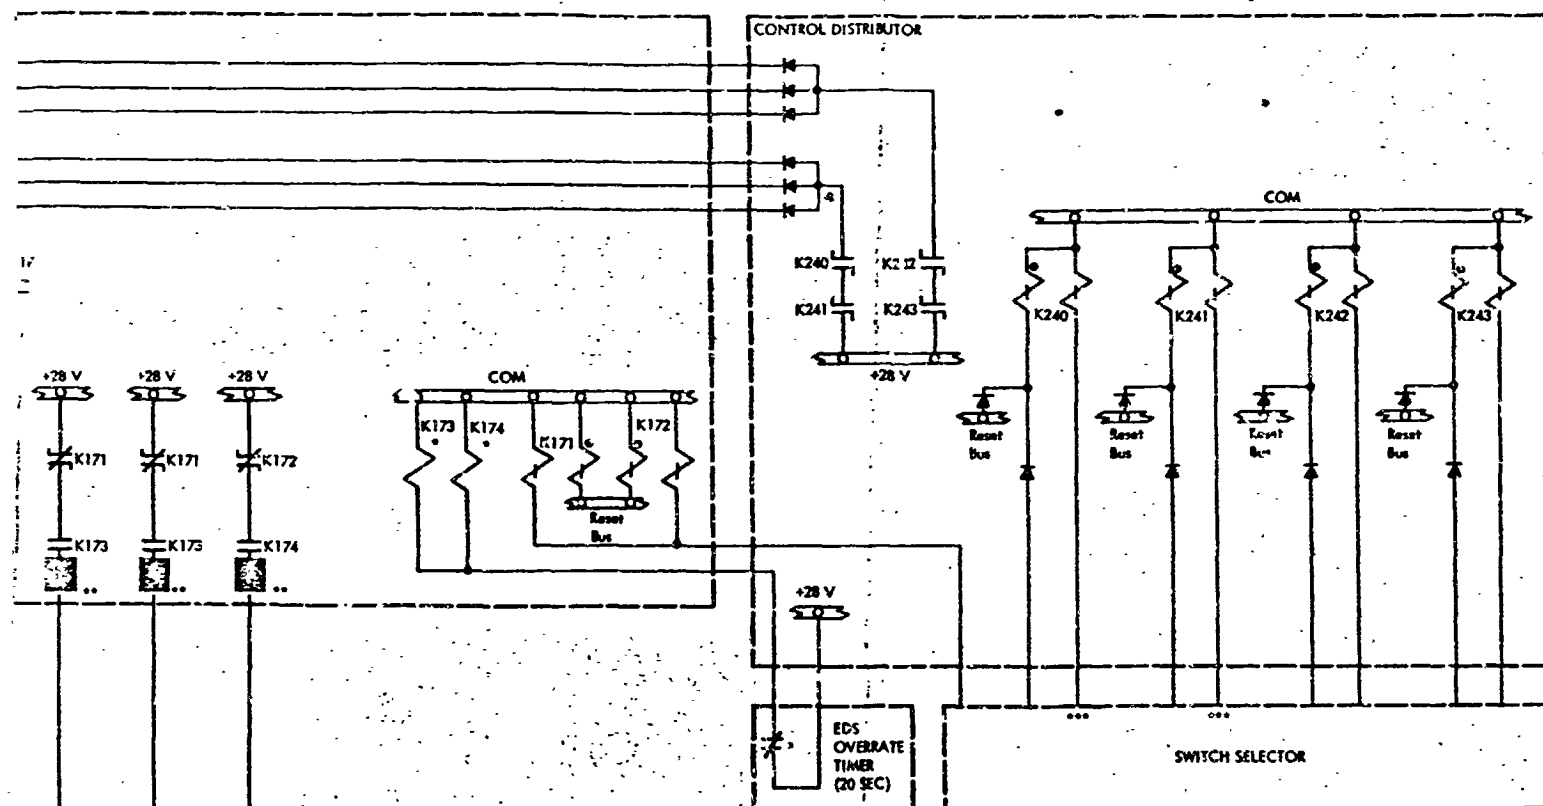 CONTROL DISTRIBUTOR
COM
K240
K241
K243
+28 V
K240
K241
K242
K243
Reset
Bus
Reset
Bus
Reset
Bus
Reset
Bus
+28 V
+28 V
+28 V
COM
K173
K174
K171
K172
K171
K171
K172
Reset
Bus
K173
K173
K174
**
**
**
+28 V
EDS
OVERRATE
TIMER
(20 SEC)
***
***
SWITCH SELECTOR